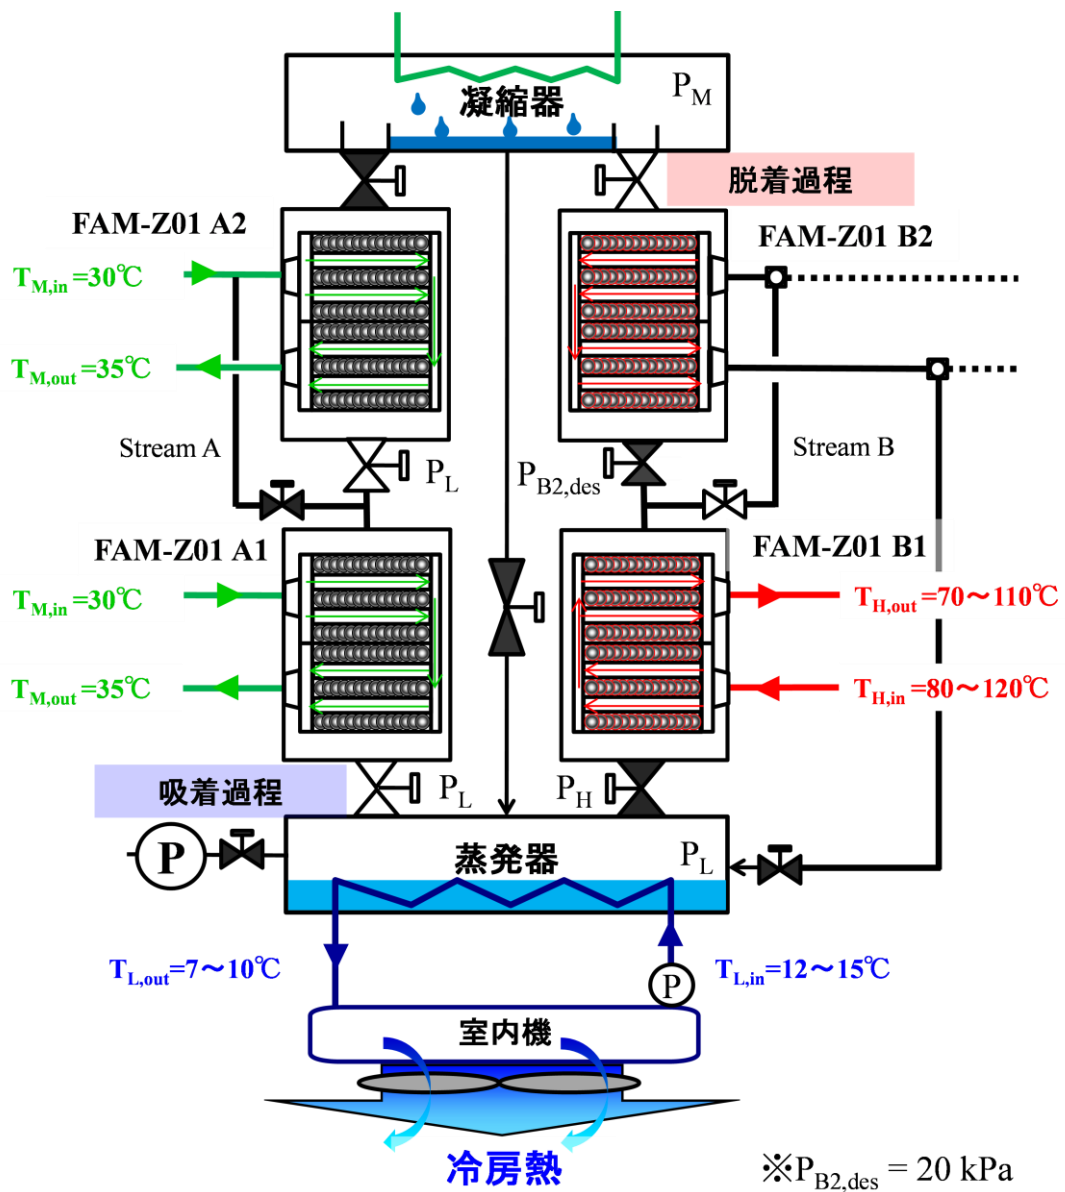 凝縮器
P_M
脱着過程
FAM-Z01 A2
FAM-Z01 B2
T_M,in =30℃
T_M,out =35℃
Stream A
P_L
P_B2,des
Stream B
FAM-Z01 A1
FAM-Z01 B1
T_M,in =30℃
T_H,out =70～110℃
T_M,out =35℃
T_H,in =80～120℃
吸着過程
P_L
P_H
P
蒸発器
P_L
T_L,out=7～10℃
T_L,in=12～15℃
P
室内機
冷房熱
※P_B2,des = 20 kPa